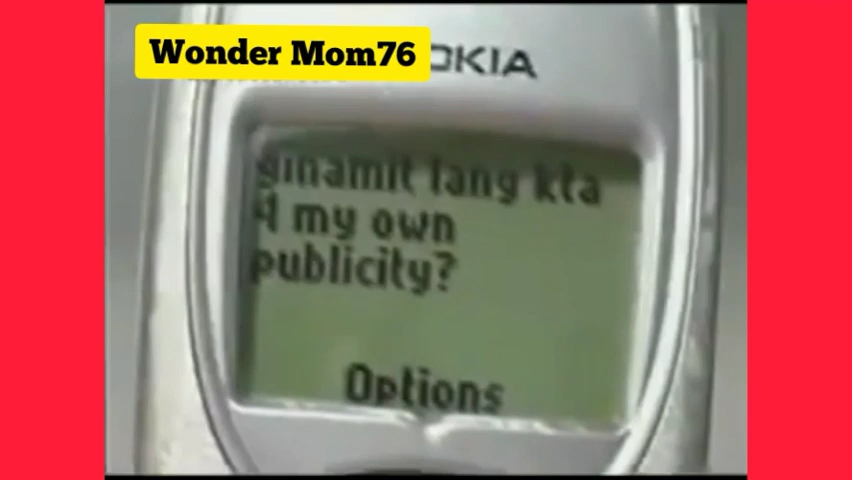 Wonder Mom76
OKIA
ginamit lang kta
4 my own
publicity?
Options